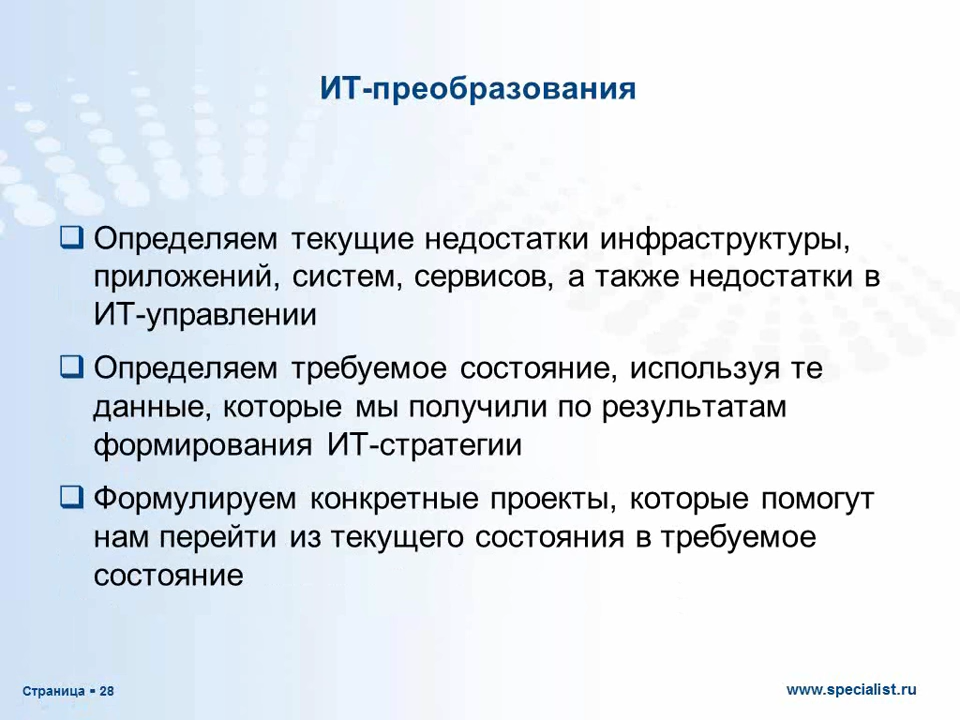 ИТ-преобразования
Определяем текущие недостатки инфраструктуры,
приложений, систем, сервисов, а также недостатки в
ИТ-управлении
Определяем требуемое состояние, используя те
данные, которые мы получили по результатам
формирования ИТ-стратегии
Формулируем конкретные проекты, которые помогут
нам перейти из текущего состояния в требуемое
состояние
Страница ▪ 28
www.specialist.ru